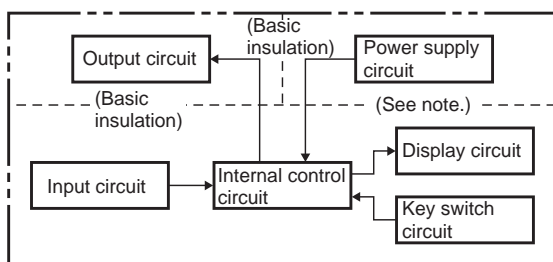 (Basic
insulation)
Output circuit
Power supply
circuit
(Basic
insulation)
(See note.)
Input circuit
Internal control
circuit
Display circuit
Key switch
circuit